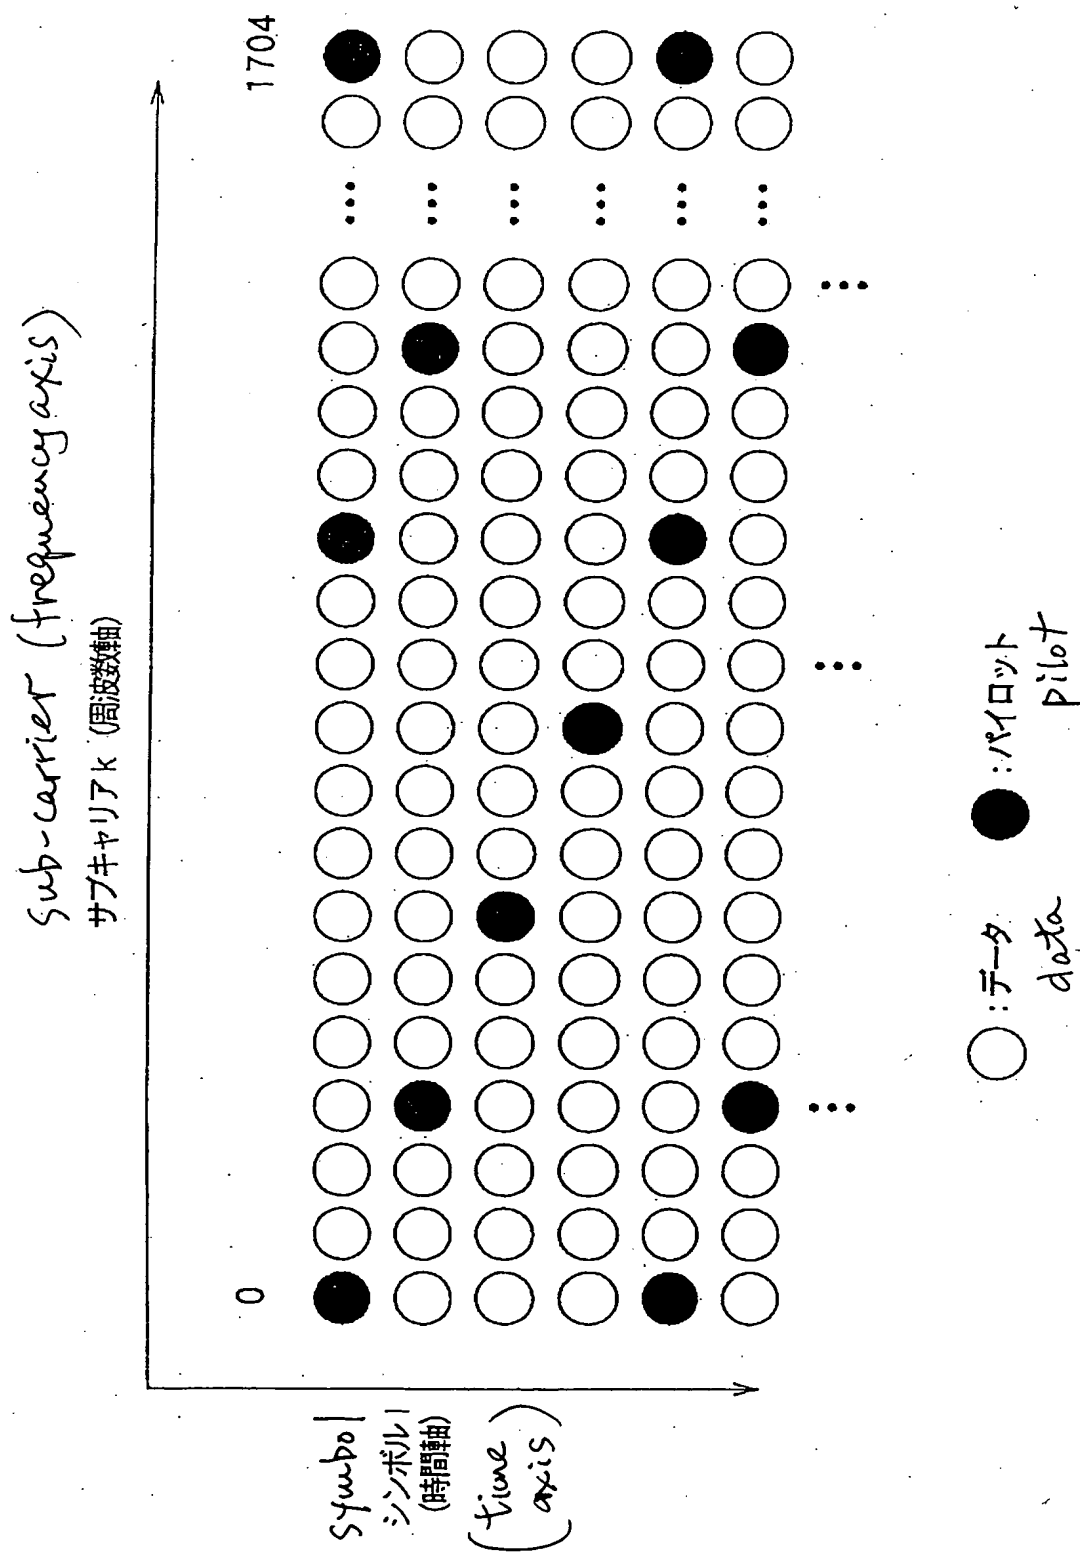 Sub-carrier (frequency axis)
サブキャリアk (周波数軸)
0
1704
Symbol
シンボルl
(時間軸)
(time
axis)
:データ
data
:パイロット
pilot